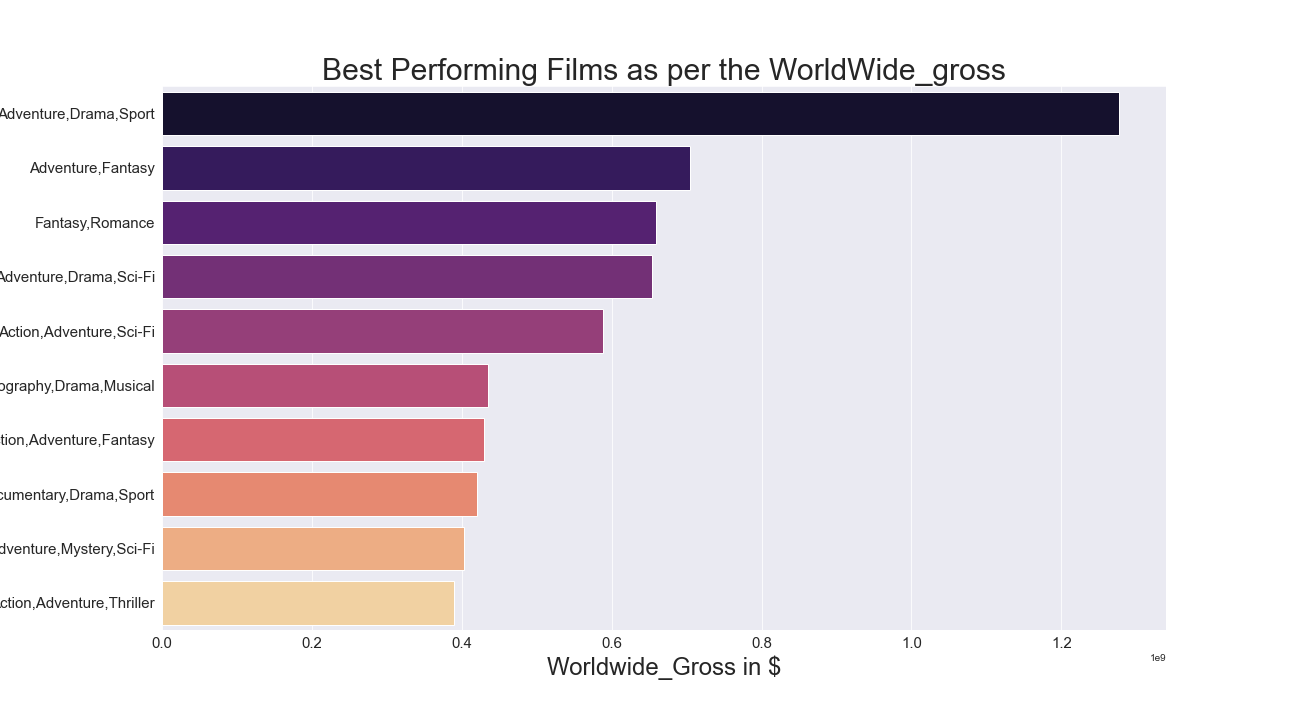 Best Performing Films as per the WorldWide_gross
Adventure,Drama,Sport
Adventure,Fantasy
Fantasy,Romance
Adventure,Drama,Sci-Fi
Action,Adventure,Sci-Fi
ography,Drama,Musical
tion,Adventure,Fantasy
cumentary,Drama,Sport
dventure,Mystery,Sci-Fi
ction,Adventure,Thriller
0.0 0.2 0.4 0.6 0.8 1.0 1.2
1e9
Worldwide_Gross in $